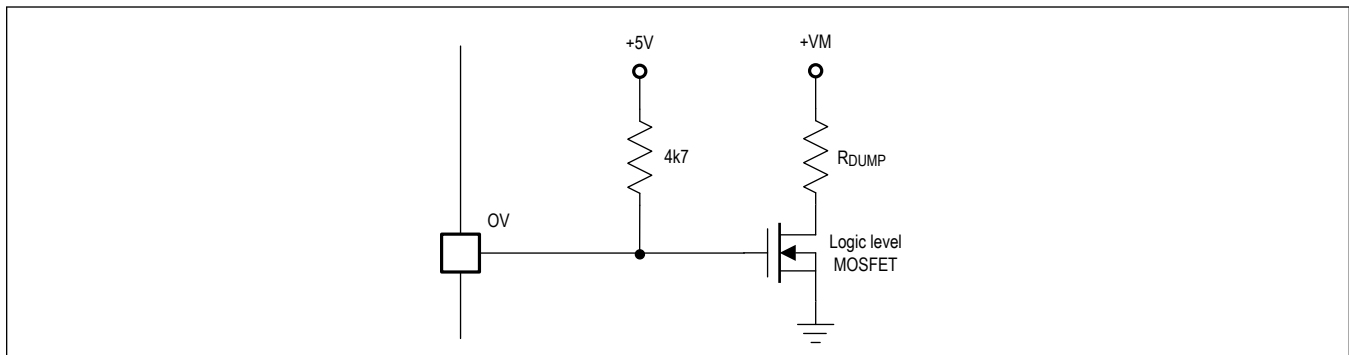 +5V
+VM
4k7
RDUMP
OV
Logic level
MOSFET